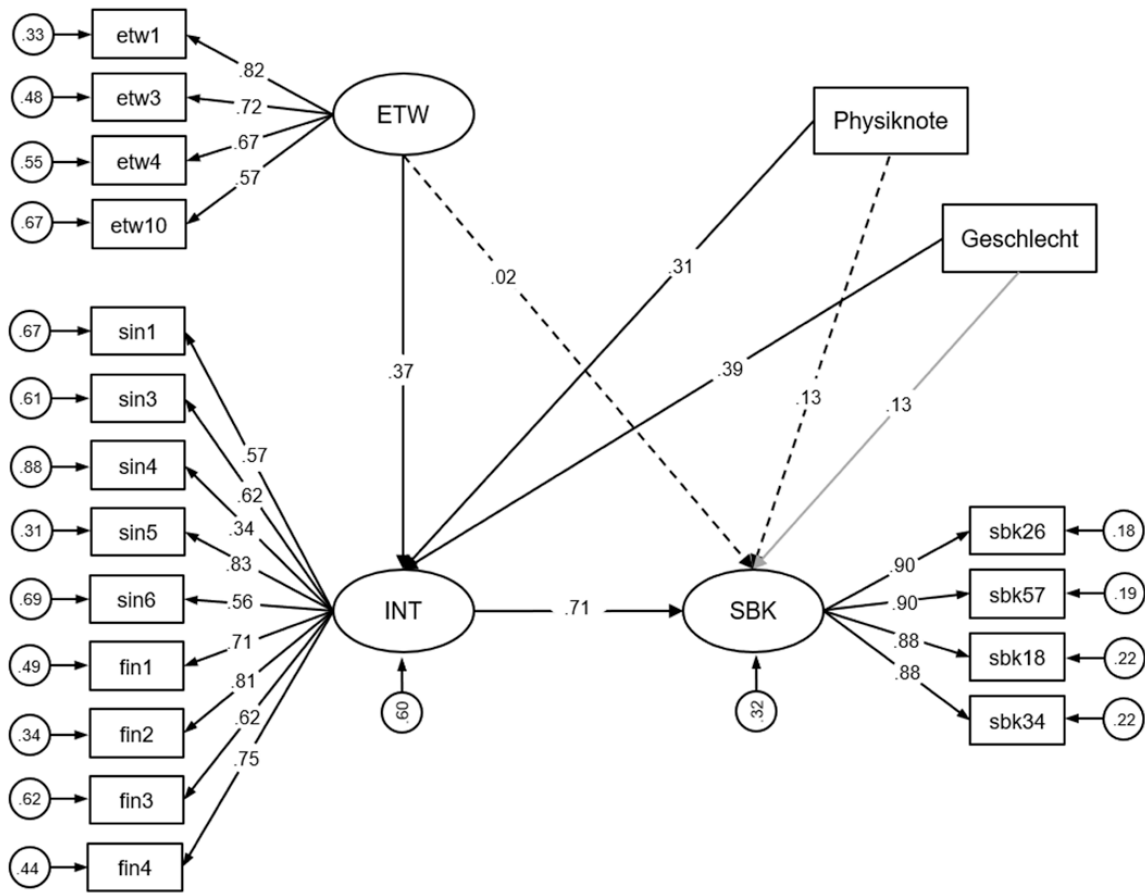 .33
etw1
.82
.48
etw3
.72
.55
etw4
.67
.67
etw10
.57
ETW
Physiknote
Geschlecht
.02
.31
.37
.39
.13
.13
.67
sin1
.57
.61
sin3
.62
.88
sin4
.34
.31
sin5
.83
.69
sin6
.56
.49
fin1
.71
.34
fin2
.81
.62
fin3
.62
.44
fin4
.75
INT
.60
.71
SBK
.32
.90
sbk26
.18
.90
sbk57
.19
.88
sbk18
.22
.88
sbk34
.22